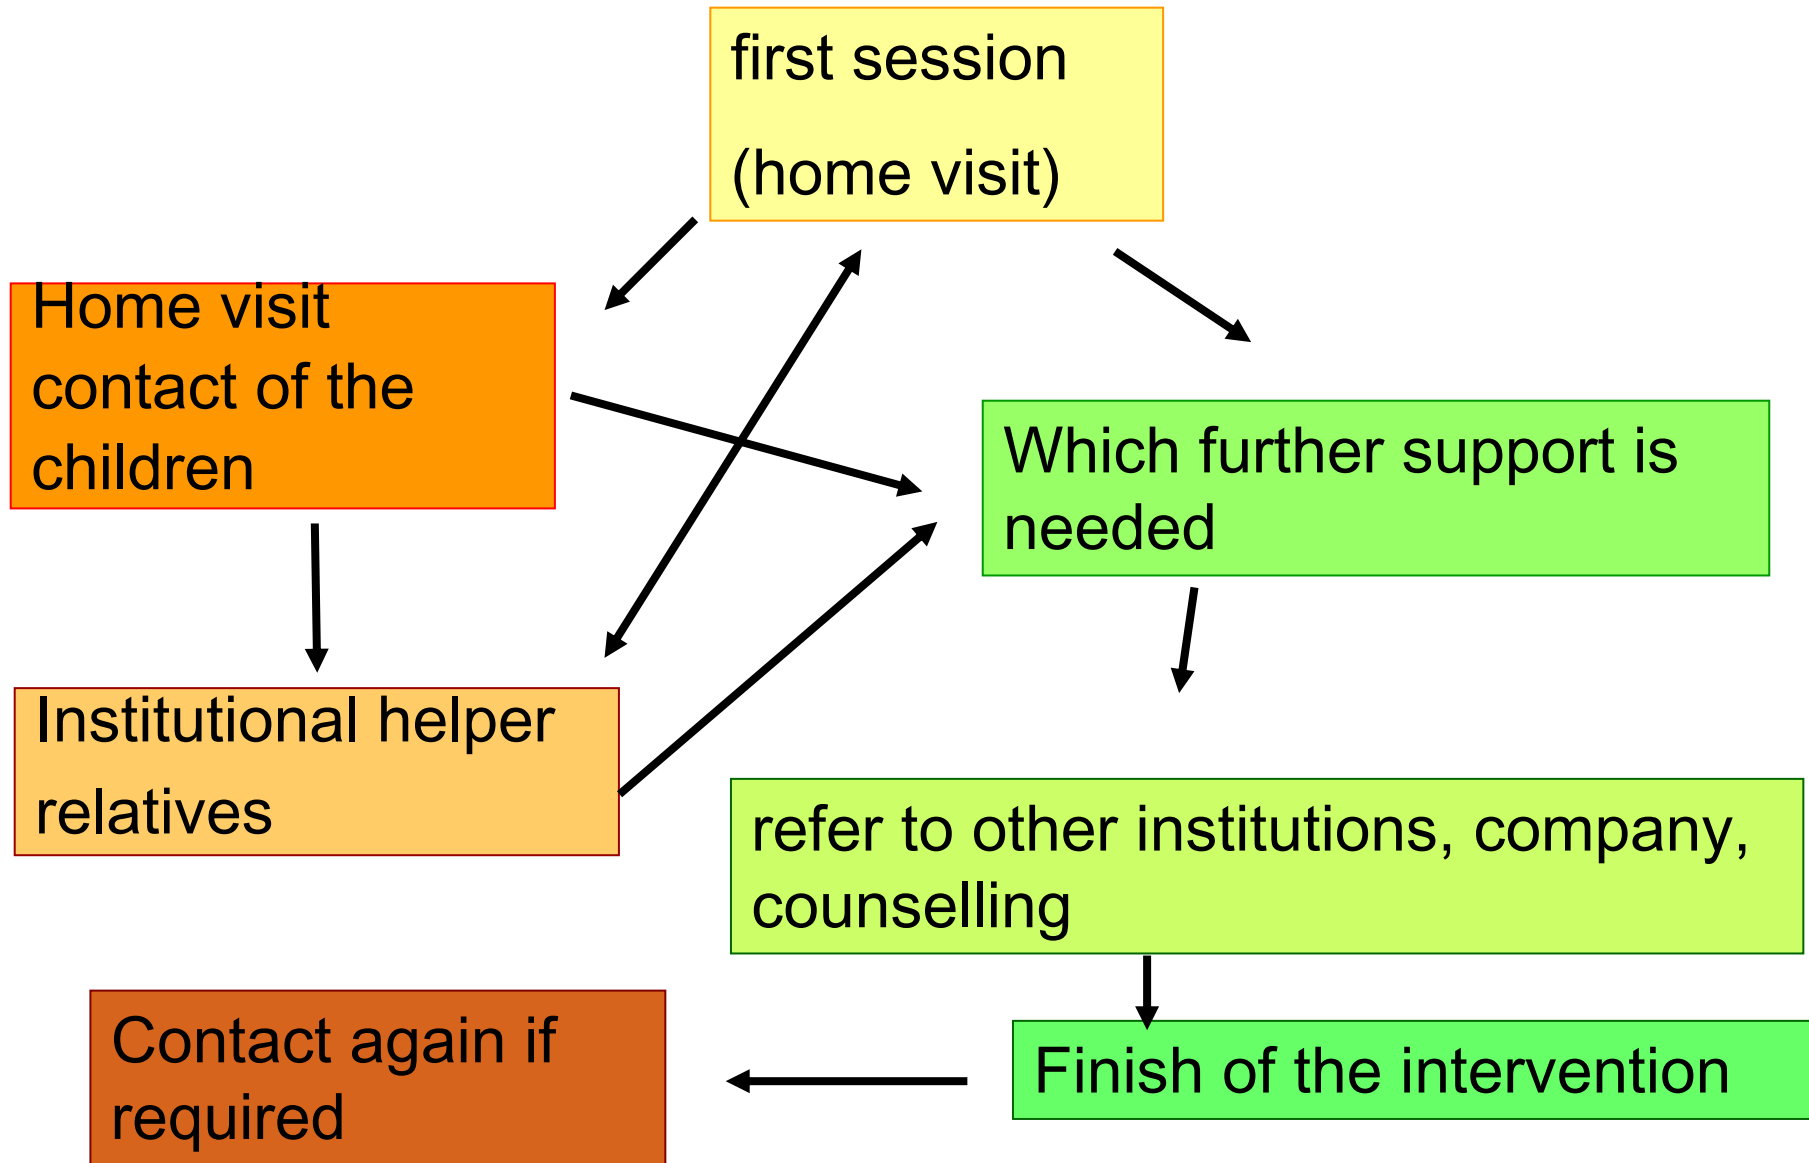 first session
(home visit)
Home visit
contact of the
children
Which further support is
needed
Institutional helper
relatives
refer to other institutions, company,
counselling
Contact again if
required
Finish of the intervention